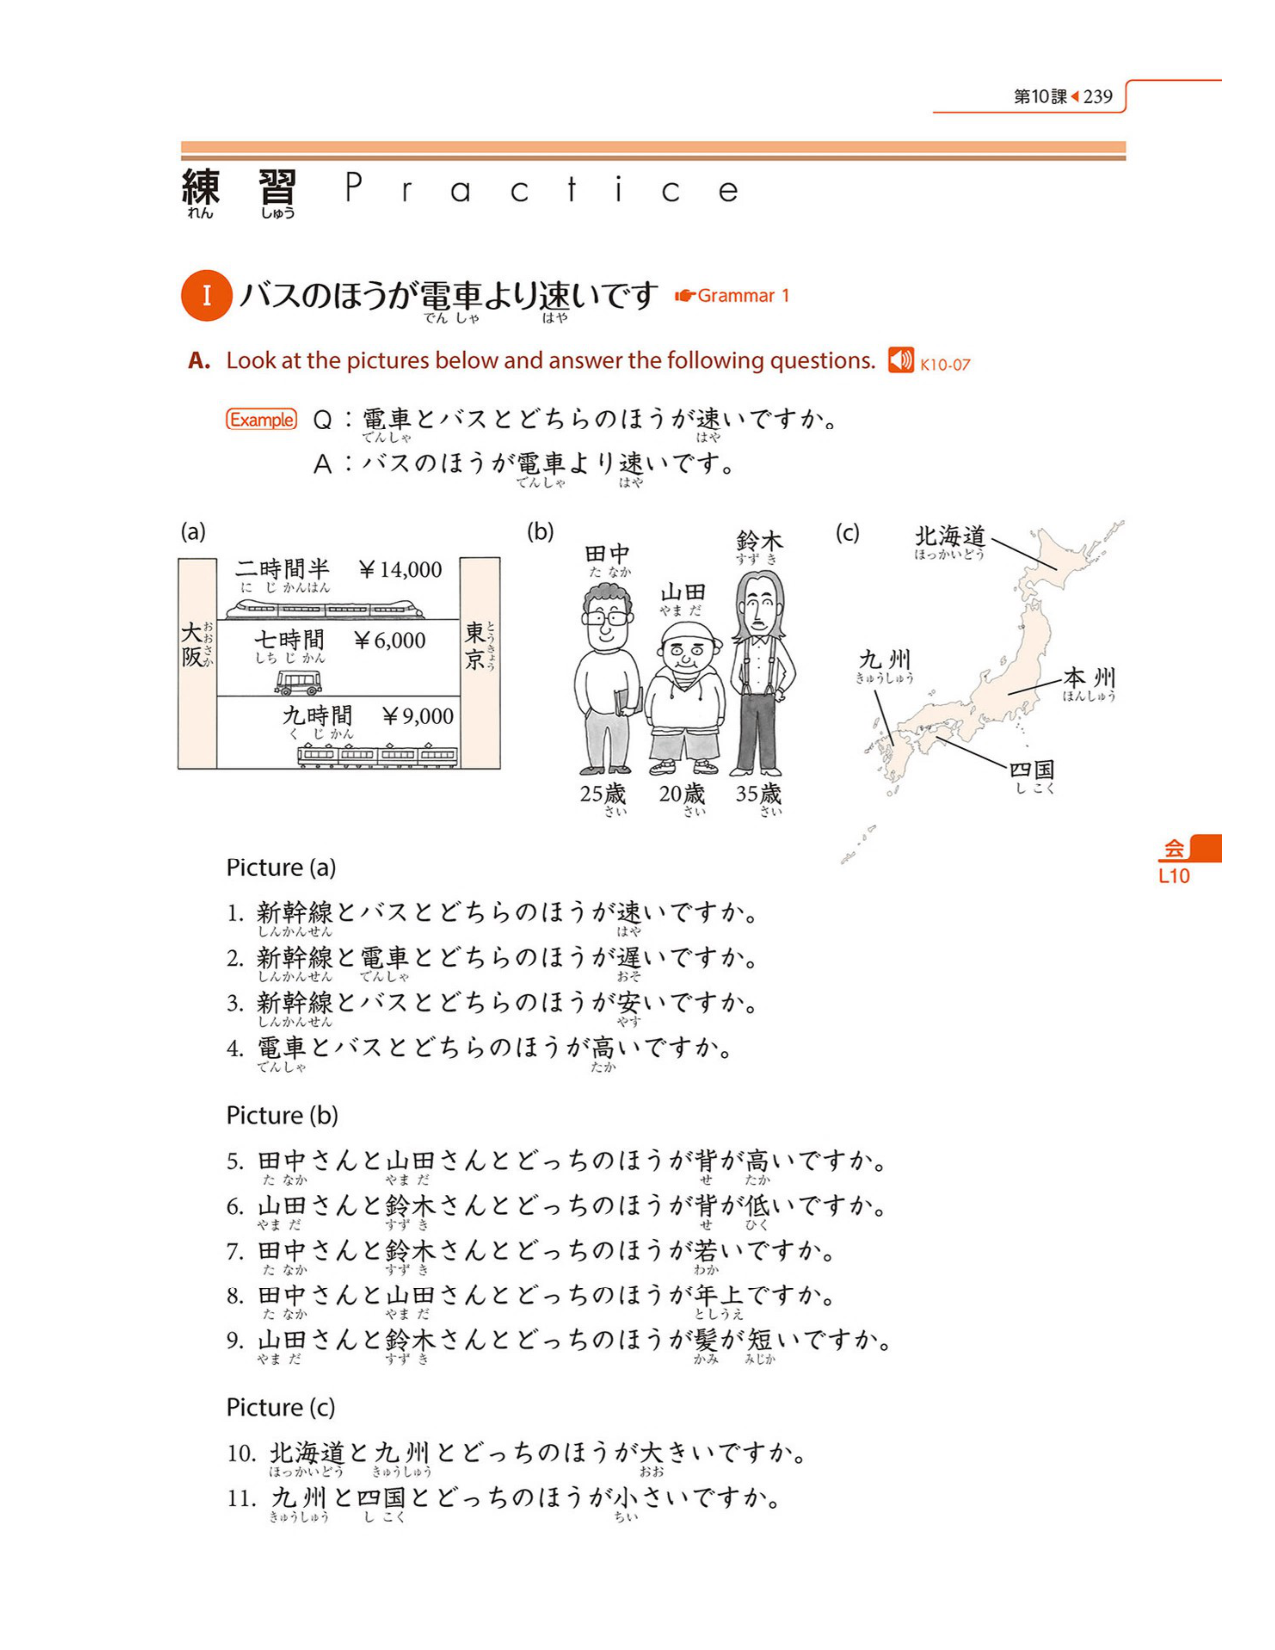 第10課◀239
練習 Practice
れん しゅう
I バスのほうが電車より速いです ☛Grammar 1
でんしゃ はや
A. Look at the pictures below and answer the following questions. K10-07
Example Q：電車とバスとどちらのほうが速いですか。
でんしゃ はや
A：バスのほうが電車より速いです。
でんしゃ はや
(a)
二時間半 ￥14,000
に じ かんはん
大阪
おおさか
東京
とうきょう
七時間 ￥6,000
しち じ かん
九時間 ￥9,000
く じ かん
(b)
田中
た なか
山田
やま だ
鈴木
すず き
25歳 20歳 35歳
さい さい さい
(c)
北海道
ほっかいどう
九州
きゅうしゅう
本州
ほんしゅう
四国
し こく
会
L10
Picture (a)
1. 新幹線とバスとどちらのほうが速いですか。
しんかんせん はや
2. 新幹線と電車とどちらのほうが遅いですか。
しんかんせん でんしゃ おそ
3. 新幹線とバスとどちらのほうが安いですか。
しんかんせん やす
4. 電車とバスとどちらのほうが高いですか。
でんしゃ たか
Picture (b)
5. 田中さんと山田さんとどっちのほうが背が高いですか。
た なか やま だ せ たか
6. 山田さんと鈴木さんとどっちのほうが背が低いですか。
やま だ すず き せ ひく
7. 田中さんと鈴木さんとどっちのほうが若いですか。
た なか すず き わか
8. 田中さんと山田さんとどっちのほうが年上ですか。
た なか やま だ としうえ
9. 山田さんと鈴木さんとどっちのほうが髪が短いですか。
やま だ すず き かみ みじか
Picture (c)
10. 北海道と九州とどっちのほうが大きいですか。
ほっかいどう きゅうしゅう おお
11. 九州と四国とどっちのほうが小さいですか。
きゅうしゅう し こく ちい